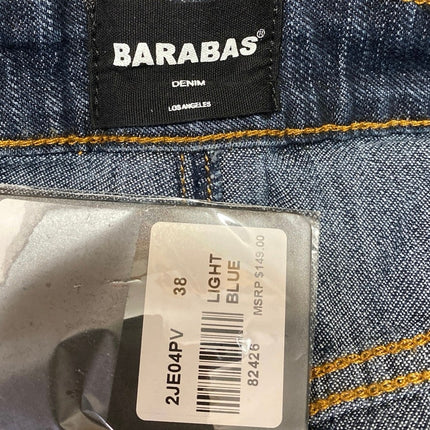 BARABAS®
DENIM
LOS ANGELES
2JE04PV
38
LIGHT
BLUE
82426
MSRP $149.00